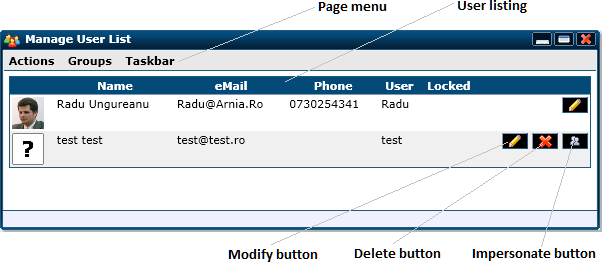 Page menu
User listing
Manage User List
Actions Groups Taskbar
Name eMail Phone User Locked
Radu Ungureanu Radu@Arnia.Ro 0730254341 Radu
? test test test@test.ro test
Modify button Delete button Impersonate button